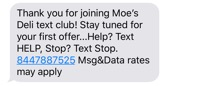 Thank you for joining Moe's
Deli text club! Stay tuned for
your first offer...Help? Text
HELP, Stop? Text Stop.
8447887525 Msg&Data rates
may apply